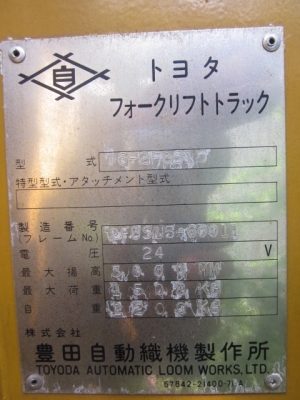 自
トヨタ
フォークリフトトラック
型式
特型型式・アタッチメント型式
製造番号
(フレームNo.)
電圧 24 V
最大揚高
最大荷重
自重
株式会社
豊田自動織機製作所
TOYODA AUTOMATIC LOOM WORKS, LTD.
57642-21400-71A